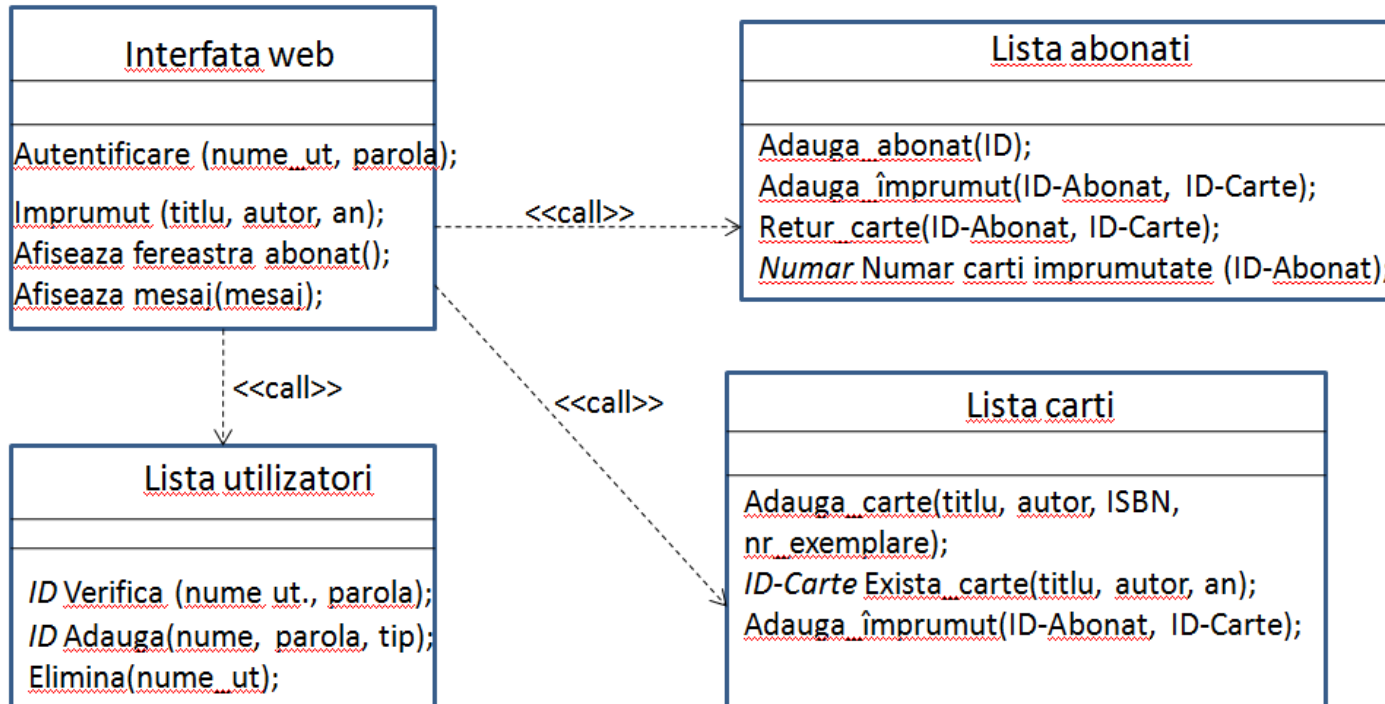 Interfata web
Autentificare (nume_ut, parola);
Imprumut (titlu, autor, an);
Afiseaza fereastra abonat();
Afiseaza mesaj(mesaj);
<<call>>
Lista abonati
Adauga_abonat(ID);
Adauga_împrumut(ID-Abonat, ID-Carte);
Retur_carte(ID-Abonat, ID-Carte);
Numar Numar carti imprumutate (ID-Abonat);
<<call>>
<<call>>
Lista utilizatori
ID Verifica (nume ut., parola);
ID Adauga(nume, parola, tip);
Elimina(nume_ut);
Lista carti
Adauga_carte(titlu, autor, ISBN,
nr_exemplare);
ID-Carte Exista_carte(titlu, autor, an);
Adauga_împrumut(ID-Abonat, ID-Carte);